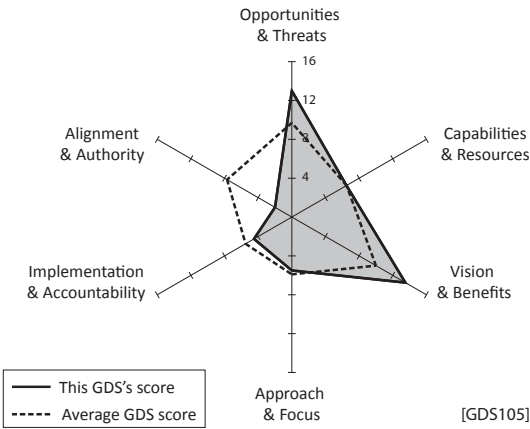 Opportunities
& Threats
16
12
8
4
Alignment
& Authority
Capabilities
& Resources
Implementation
& Accountability
Vision
& Benefits
Approach
& Focus
This GDS's score
Average GDS score
[GDS105]